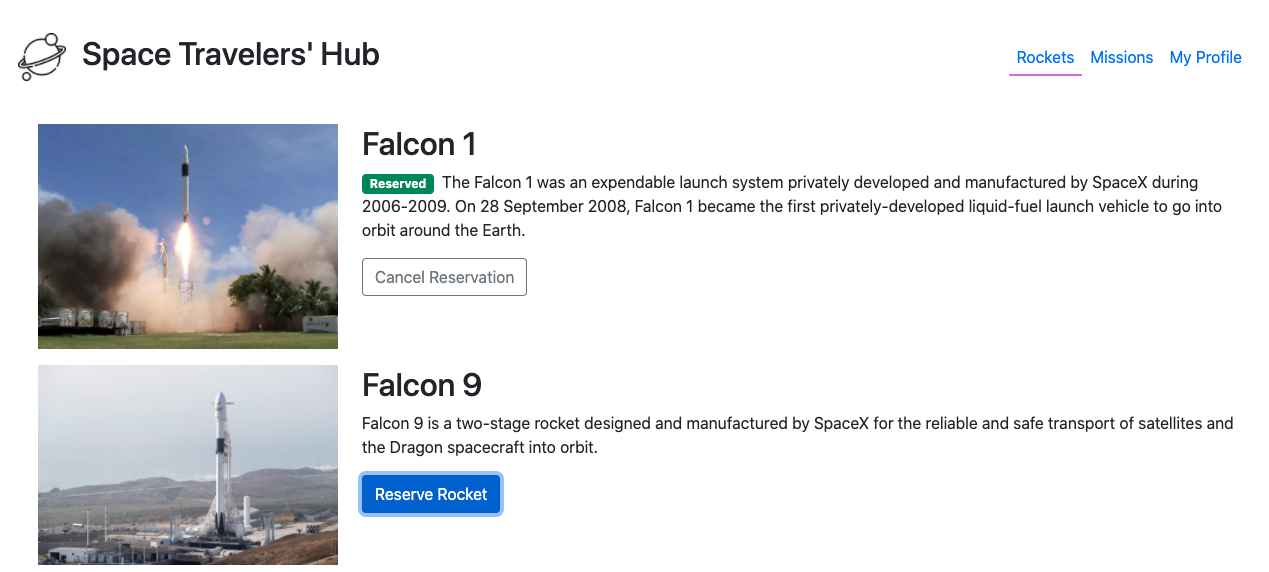 Space Travelers' Hub
Rockets Missions My Profile
Falcon 1
Reserved The Falcon 1 was an expendable launch system privately developed and manufactured by SpaceX during
2006-2009. On 28 September 2008, Falcon 1 became the first privately-developed liquid-fuel launch vehicle to go into
orbit around the Earth.
Cancel Reservation
Falcon 9
Falcon 9 is a two-stage rocket designed and manufactured by SpaceX for the reliable and safe transport of satellites and
the Dragon spacecraft into orbit.
Reserve Rocket